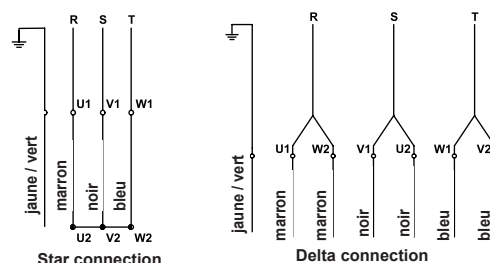 R S T
U1 V1 W1
jaune / vert
marron
noir
bleu
U2 V2 W2
Star connection
R S T
U1 W2 V1 U2 W1 V2
jaune / vert
marron
marron
noir
noir
bleu
bleu
Delta connection